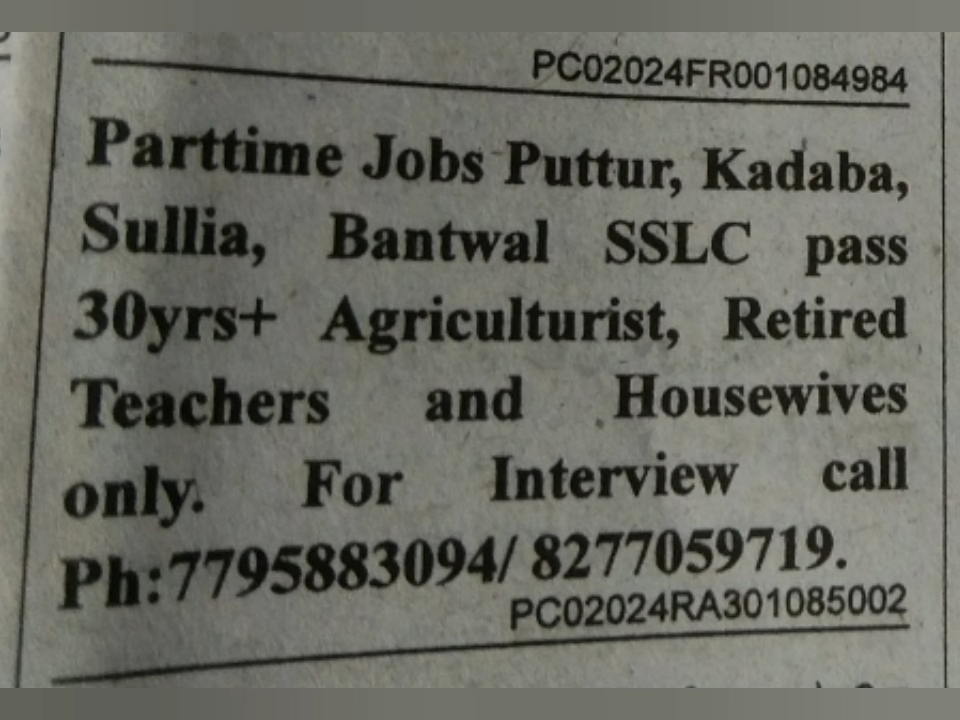 PC02024FR001084984
Parttime Jobs Puttur, Kadaba,
Sullia, Bantwal SSLC pass
30yrs+ Agriculturist, Retired
Teachers and Housewives
only. For Interview call
Ph:7795883094/ 8277059719.
PC02024RA301085002